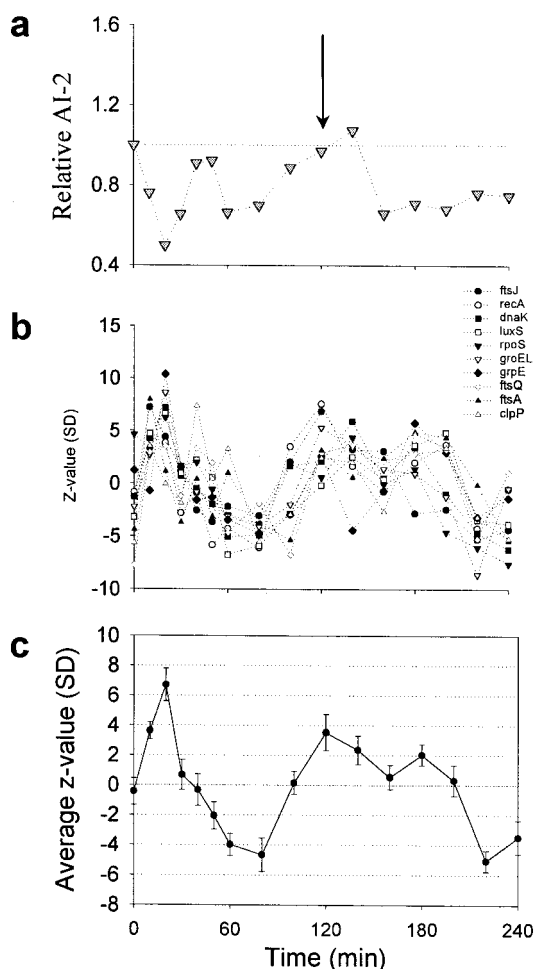 a
1.6
1.2
0.8
0.4
Relative AI-2
b
15
10
5
0
-5
-10
Z-value (SD)
ftsJ
recA
dnaK
luxS
rpoS
groEL
grpE
ftsQ
ftsA
clpP
c
10
8
6
4
2
0
-2
-4
-6
-8
Average z-value (SD)
0 60 120 180 240
Time (min)